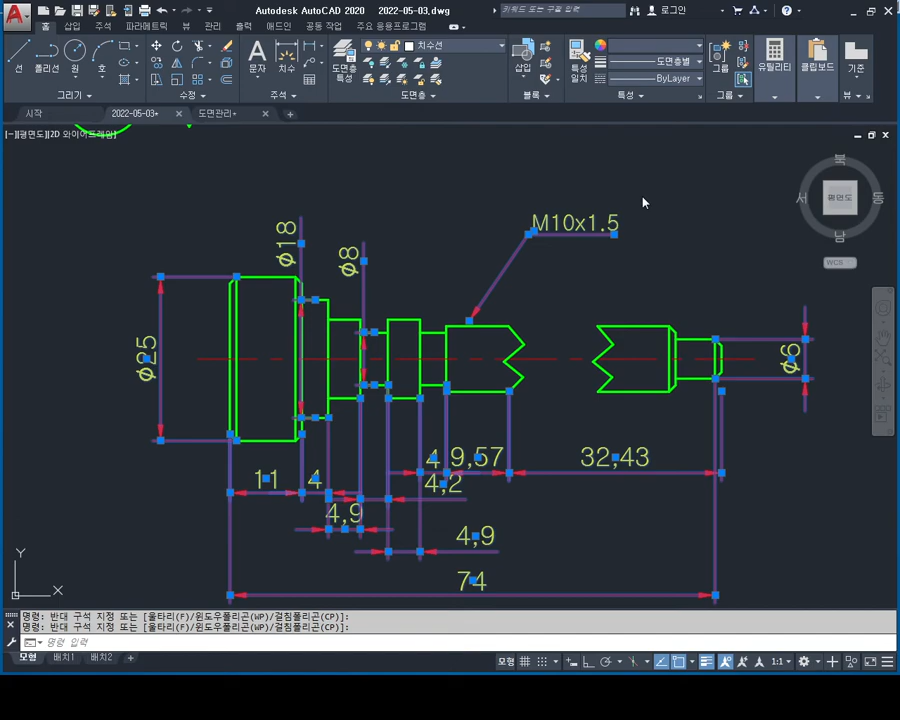 Autodesk AutoCAD 2020 2022-05-03.dwg
키워드 또는 구문 입력
로그인
홈 삽입 주석 파라메트릭 뷰 관리 출력 애드인 공동 작업 주요 응용프로그램
선 폴리선 원 호
문자 치수
도면층 특성
치수선
삽입
특성 일치
도면층별
ByLayer
그룹 유틸리티 클립보드 기준
그리기 수정 주석 도면층 블록 특성 그룹 뷰
시작 2022-05-03* 도면관리*
[−][평면도][2D 와이어프레임]
북
서 평면도 동
남
WCS
M10x1.5
ϕ18
ϕ8
ϕ25
ϕ6
4 9,57 32,43
11 4 4,2
4,9
4,9
74
Y
X
명령: 반대 구석 지정 또는 [울타리(F)/윈도우폴리곤(WP)/걸침폴리곤(CP)]:
명령: 반대 구석 지정 또는 [울타리(F)/윈도우폴리곤(WP)/걸침폴리곤(CP)]:
명령 입력
모형 배치1 배치2
모형 1:1